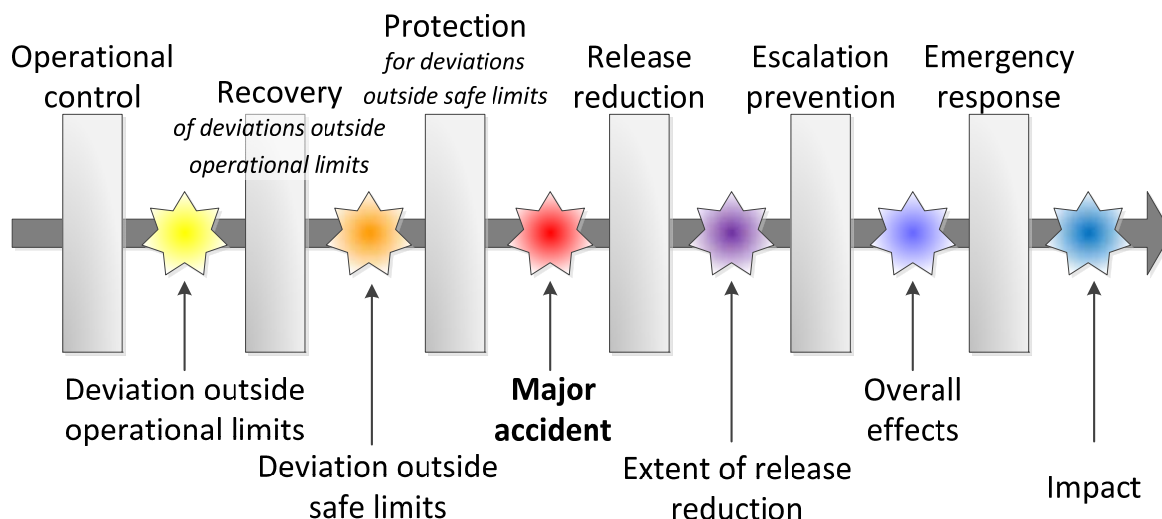 Operational
control
Recovery
of deviations outside
operational limits
Protection
for deviations
outside safe limits
Release
reduction
Escalation
prevention
Emergency
response
Deviation outside
operational limits
Deviation outside
safe limits
Major
accident
Extent of release
reduction
Overall
effects
Impact